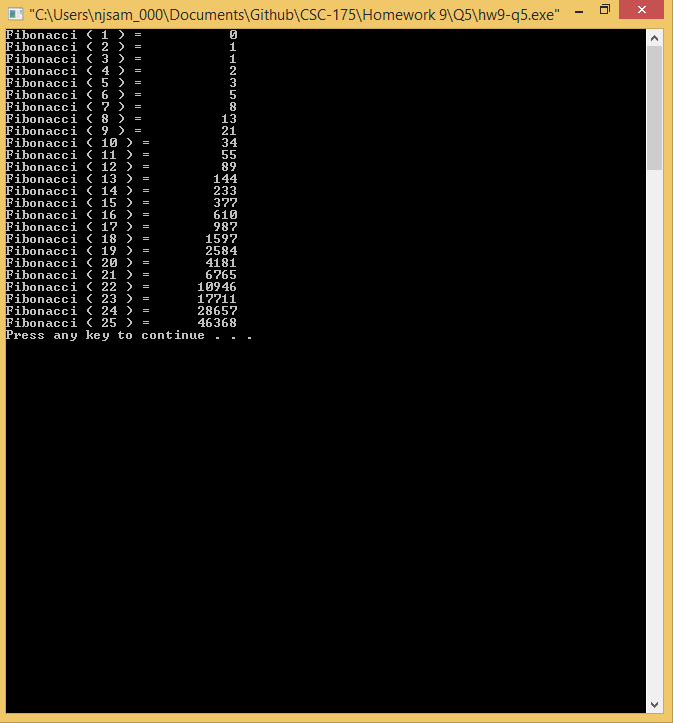 "C:\Users\njsam_000\Documents\Github\CSC-175\Homework 9\Q5\hw9-q5.exe"
Fibonacci ( 1 ) =           0
Fibonacci ( 2 ) =           1
Fibonacci ( 3 ) =           1
Fibonacci ( 4 ) =           2
Fibonacci ( 5 ) =           3
Fibonacci ( 6 ) =           5
Fibonacci ( 7 ) =           8
Fibonacci ( 8 ) =          13
Fibonacci ( 9 ) =          21
Fibonacci ( 10 ) =         34
Fibonacci ( 11 ) =         55
Fibonacci ( 12 ) =         89
Fibonacci ( 13 ) =        144
Fibonacci ( 14 ) =        233
Fibonacci ( 15 ) =        377
Fibonacci ( 16 ) =        610
Fibonacci ( 17 ) =        987
Fibonacci ( 18 ) =       1597
Fibonacci ( 19 ) =       2584
Fibonacci ( 20 ) =       4181
Fibonacci ( 21 ) =       6765
Fibonacci ( 22 ) =      10946
Fibonacci ( 23 ) =      17711
Fibonacci ( 24 ) =      28657
Fibonacci ( 25 ) =      46368
Press any key to continue . . .